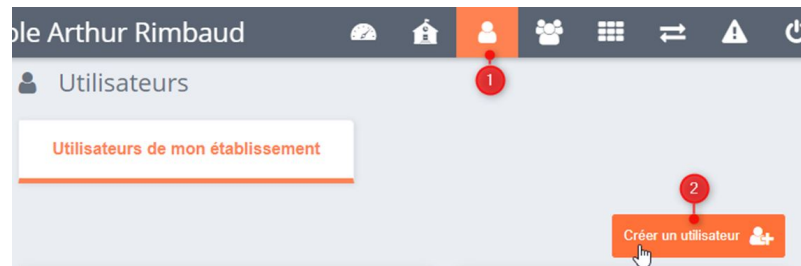 ole Arthur Rimbaud
1
Utilisateurs
Utilisateurs de mon établissement
2
Créer un utilisateur